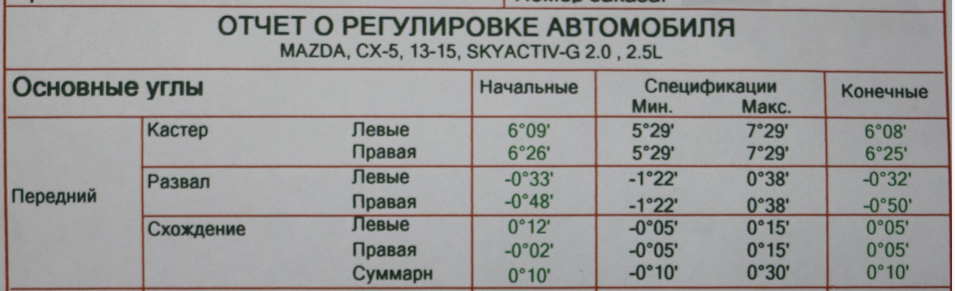 ОТЧЕТ О РЕГУЛИРОВКЕ АВТОМОБИЛЯ
MAZDA, CX-5, 13-15, SKYACTIV-G 2.0 , 2.5L
Основные углы Начальные Спецификации Конечные
Мин. Макс.
Кастер Левые 6°09' 5°29' 7°29' 6°08'
Правая 6°26' 5°29' 7°29' 6°25'
Передний Развал Левые -0°33' -1°22' 0°38' -0°32'
Правая -0°48' -1°22' 0°38' -0°50'
Схождение Левые 0°12' -0°05' 0°15' 0°05'
Правая -0°02' -0°05' 0°15' 0°05'
Суммарн 0°10' -0°10' 0°30' 0°10'